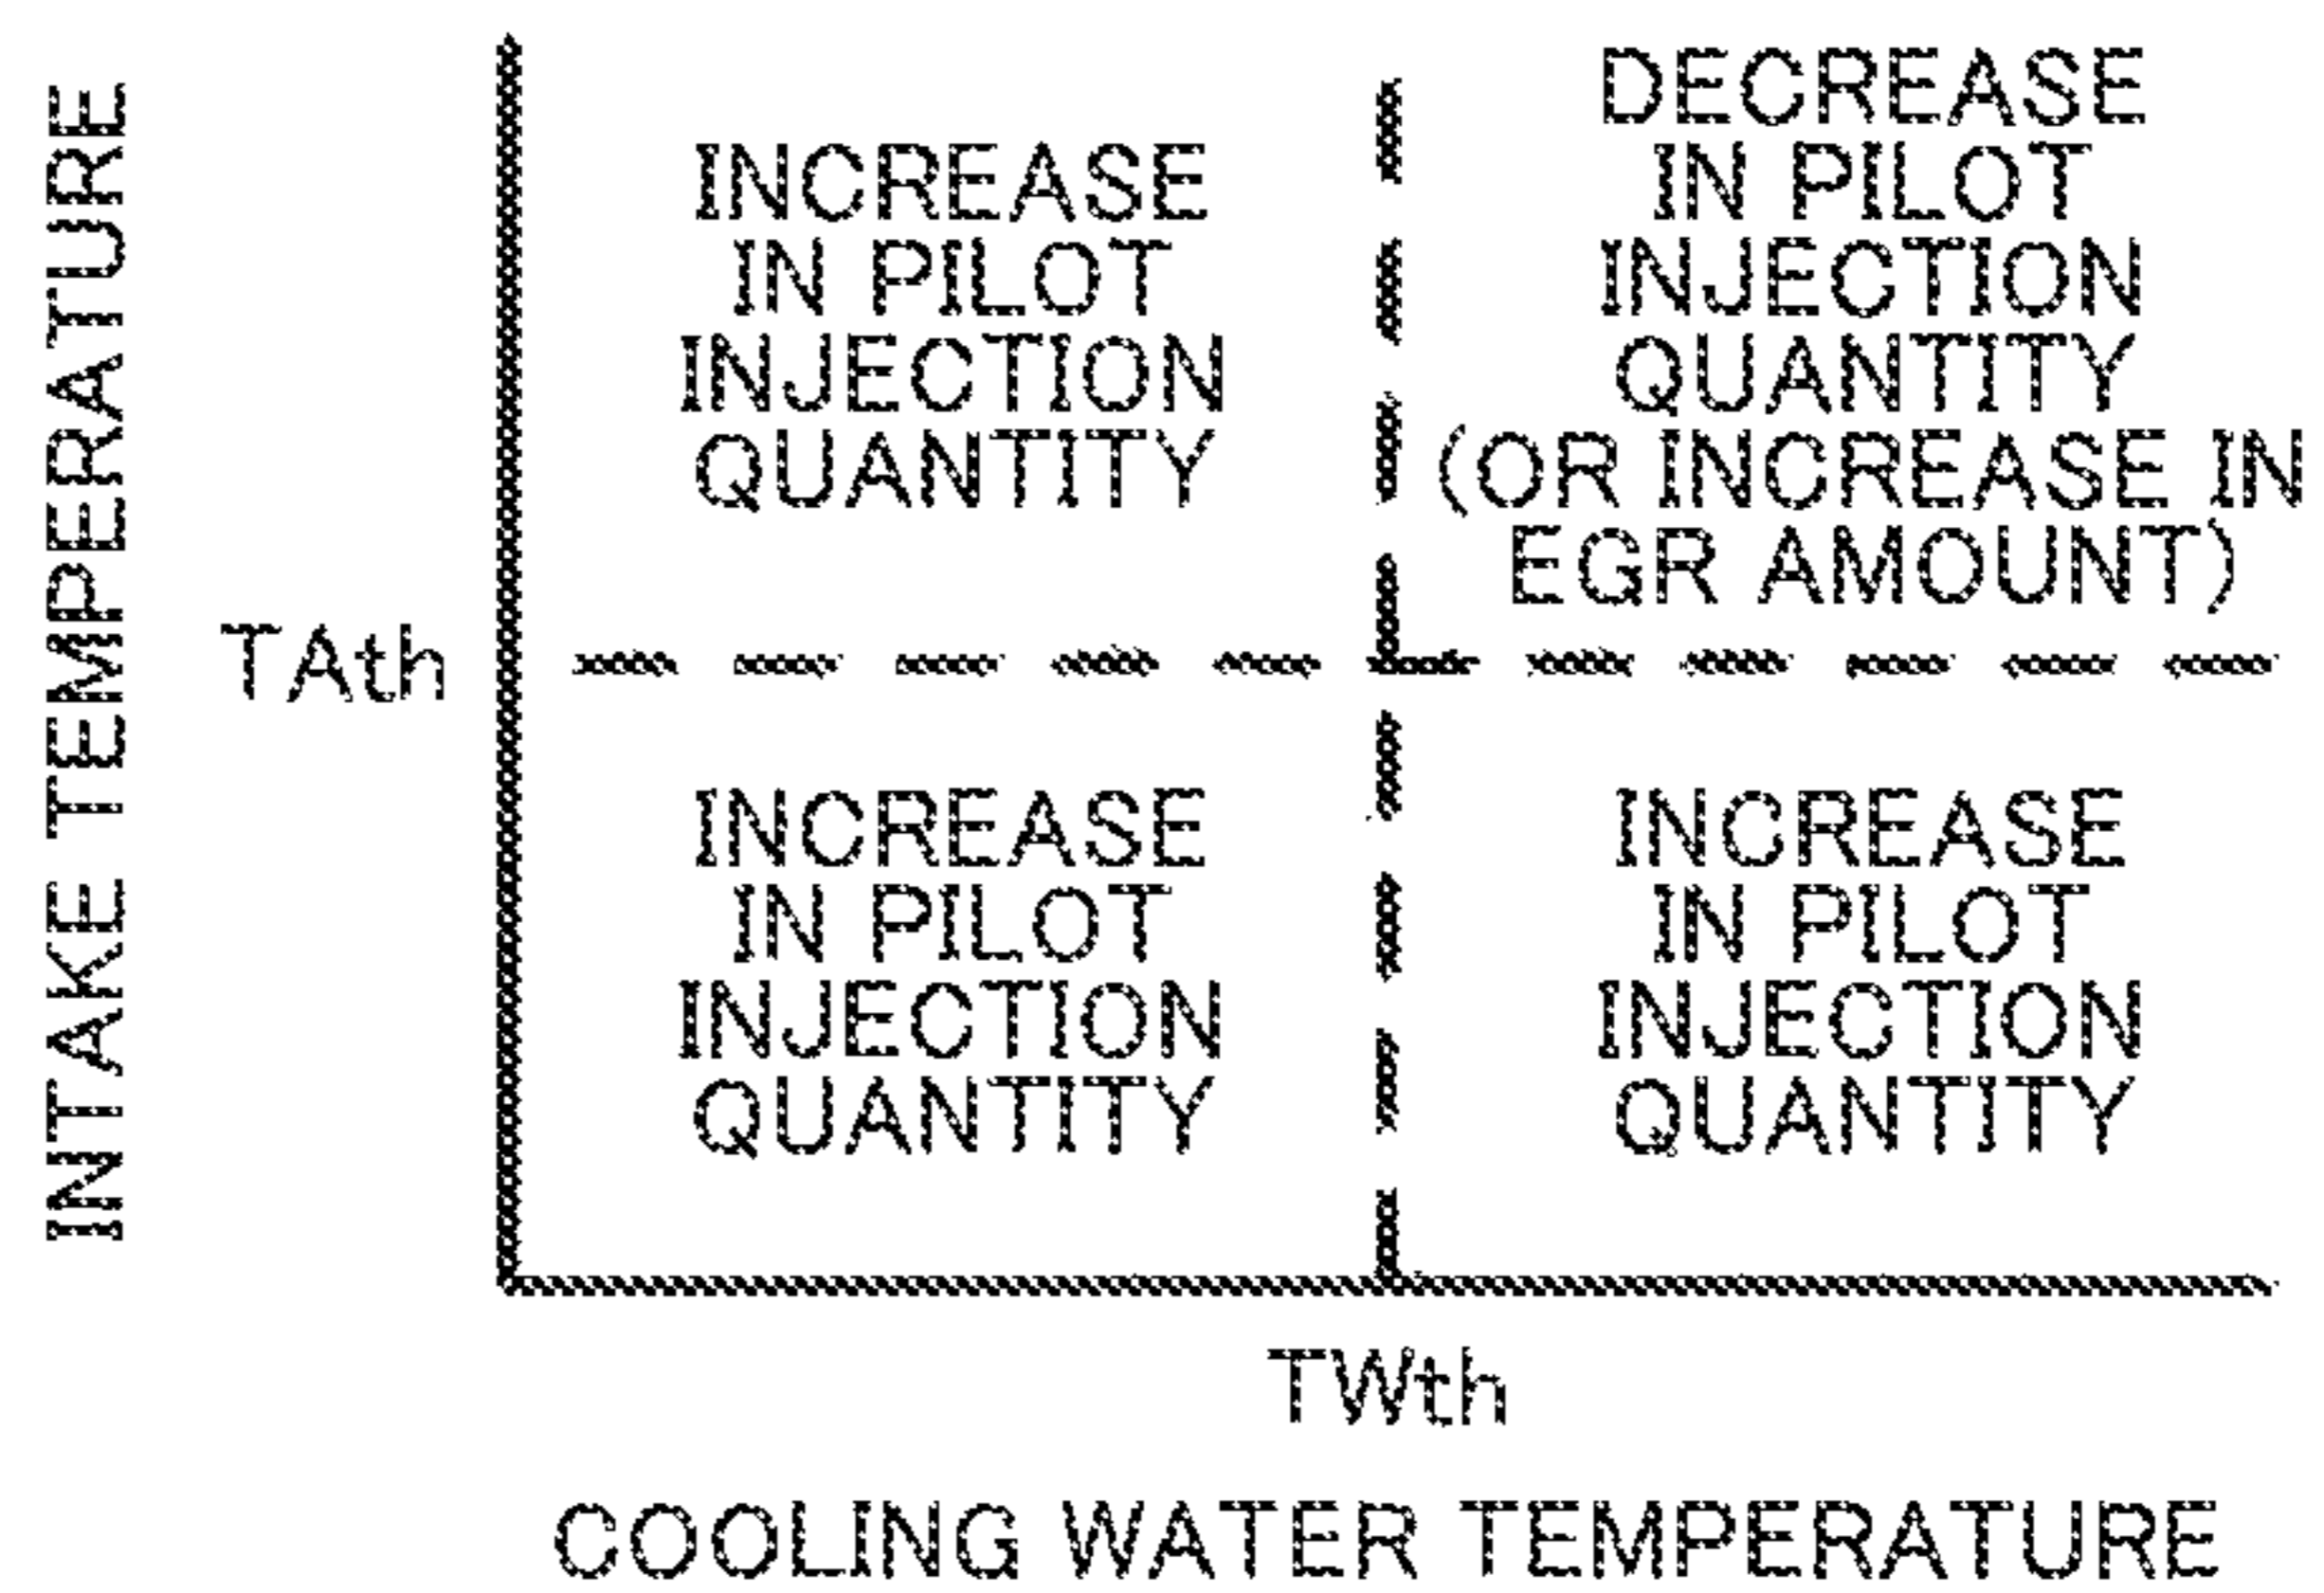 INTAKE TEMPERATURE
TAth
INCREASE
IN PILOT
INJECTION
QUANTITY
DECREASE
IN PILOT
INJECTION
QUANTITY
(OR INCREASE IN
EGR AMOUNT)
INCREASE
IN PILOT
INJECTION
QUANTITY
INCREASE
IN PILOT
INJECTION
QUANTITY
TWth
COOLING WATER TEMPERATURE